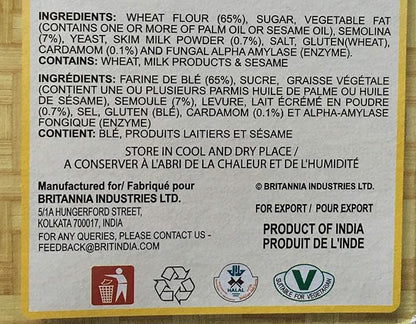 INGREDIENTS: WHEAT FLOUR (65%), SUGAR, VEGETABLE FAT
(CONTAINS ONE OR MORE OF PALM OIL OR SESAME OIL), SEMOLINA
(7%), YEAST, SKIM MILK POWDER (0.7%), SALT, GLUTEN(WHEAT),
CARDAMOM (0.1%) AND FUNGAL ALPHA AMYLASE (ENZYME).
CONTAINS: WHEAT, MILK PRODUCTS & SESAME
INGRÉDIENTS: FARINE DE BLÉ (65%), SUCRE, GRAISSE VÉGÉTALE
(CONTIENT UNE OU PLUSIEURS PARMIS HUILE DE PALME OU HUILE
DE SÉSAME), SEMOULE (7%), LEVURE, LAIT ÉCRÉMÉ EN POUDRE
(0.7%), SEL, GLUTEN (BLÉ), CARDAMOM (0.1%) ET ALPHA-AMYLASE
FONGIQUE (ENZYME)
CONTIENT: BLÉ, PRODUITS LAITIERS ET SÉSAME
STORE IN COOL AND DRY PLACE /
A CONSERVER À L'ABRI DE LA CHALEUR ET DE L'HUMIDITÉ
Manufactured for/ Fabriqué pour
BRITANNIA INDUSTRIES LTD.
5/1A HUNGERFORD STREET,
KOLKATA 700017, INDIA
FOR ANY QUERIES, PLEASE CONTACT US -
FEEDBACK@BRITINDIA.COM
© BRITANNIA INDUSTRIES LTD.
FOR EXPORT / POUR EXPORT
PRODUCT OF INDIA
PRODUIT DE L'INDE
HALAL
V
SUITABLE FOR VEGETARIAN